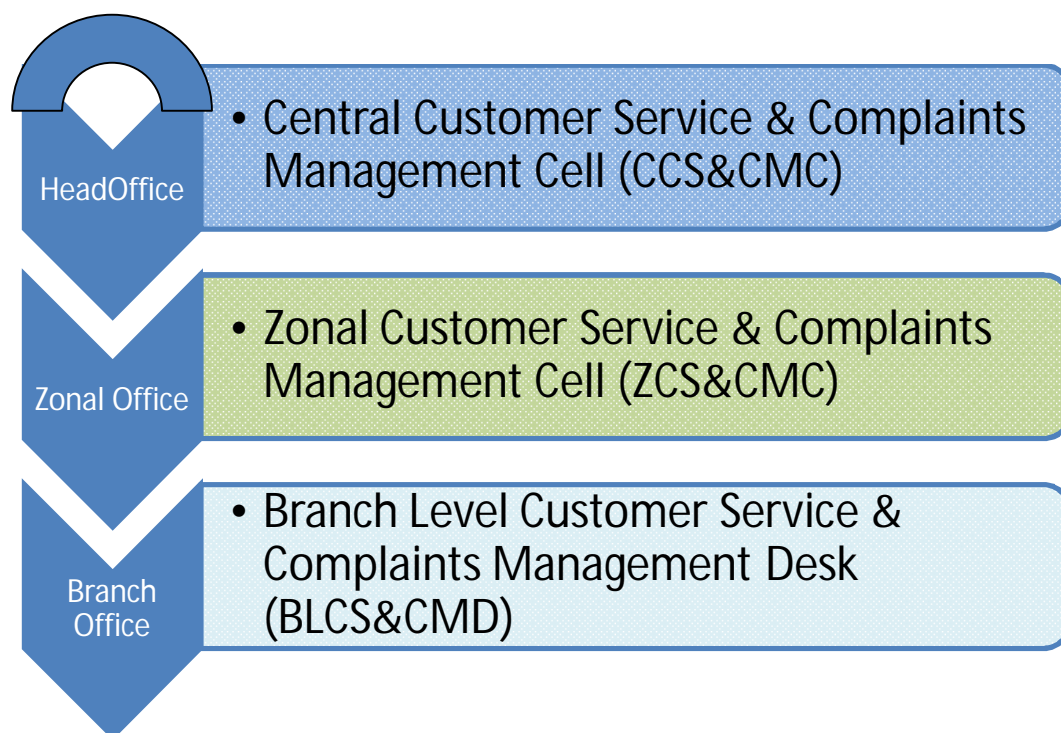 HeadOffice
• Central Customer Service & Complaints
Management Cell (CCS&CMC)
Zonal Office
• Zonal Customer Service & Complaints
Management Cell (ZCS&CMC)
Branch
Office
• Branch Level Customer Service &
Complaints Management Desk
(BLCS&CMD)